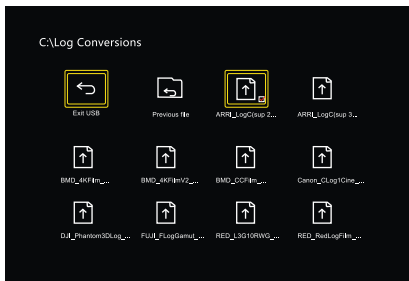 C:\Log Conversions
Exit USB
Previous file
ARRI_LogC(sup 2...
ARRI_LogC(sup 3...
BMD_4KFilm_...
BMD_4KFilmV2_...
BMD_CCFilm_...
Canon_CLog1Cine_...
DJI_Phantom3DLog_...
FUJI_FLogGamut_...
RED_L3G10RWG_...
RED_RedLogFilm_...